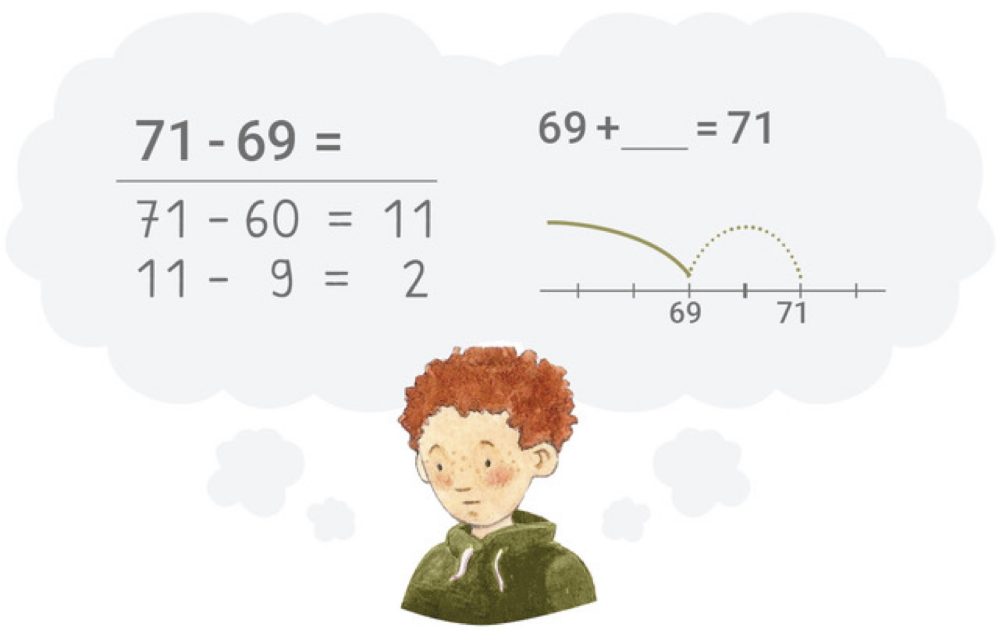 71 - 69 =
71 - 60 = 11
11 - 9 = 2
69 + ___ = 71
69 71